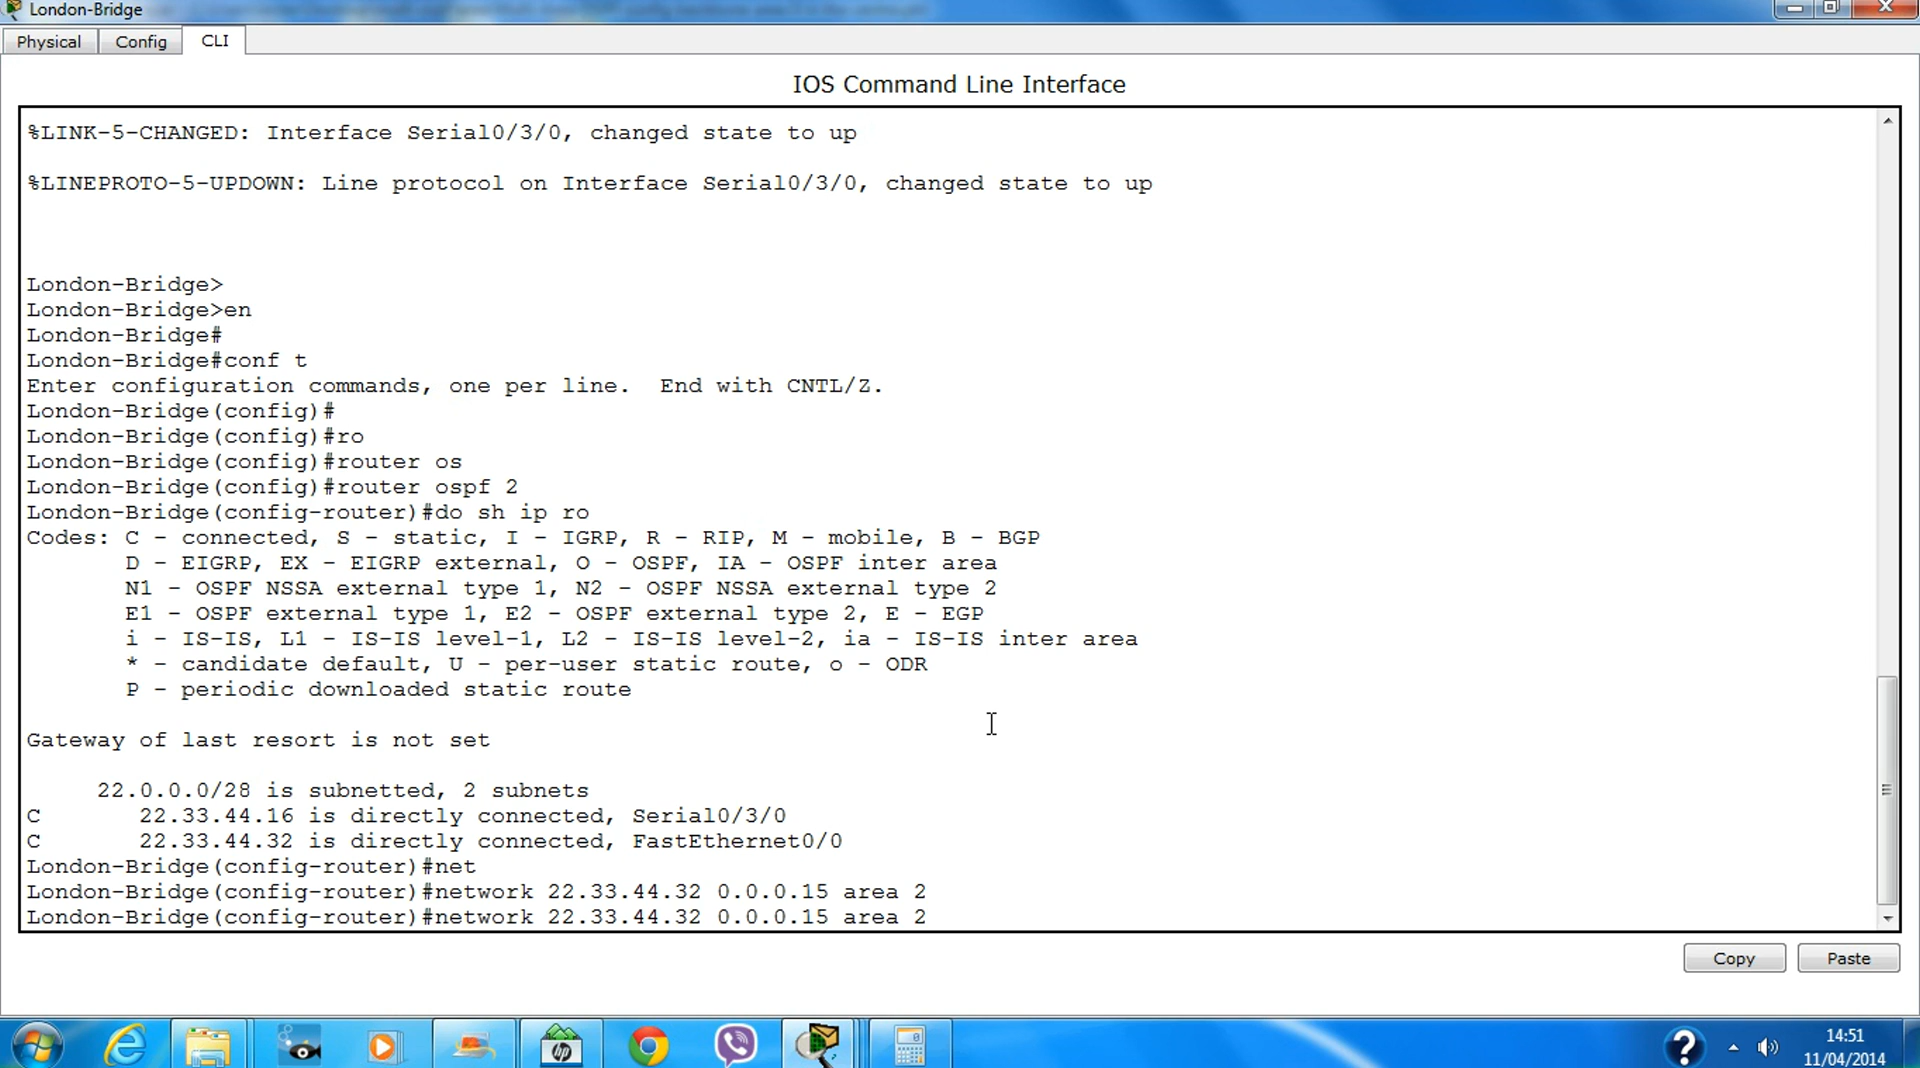 London-Bridge
Physical
Config
CLI
IOS Command Line Interface
%LINK-5-CHANGED: Interface Serial0/3/0, changed state to up
%LINEPROTO-5-UPDOWN: Line protocol on Interface Serial0/3/0, changed state to up
London-Bridge>
London-Bridge>en
London-Bridge#
London-Bridge#conf t
Enter configuration commands, one per line.  End with CNTL/Z.
London-Bridge(config)#
London-Bridge(config)#ro
London-Bridge(config)#router os
London-Bridge(config)#router ospf 2
London-Bridge(config-router)#do sh ip ro
Codes: C - connected, S - static, I - IGRP, R - RIP, M - mobile, B - BGP
D - EIGRP, EX - EIGRP external, O - OSPF, IA - OSPF inter area
N1 - OSPF NSSA external type 1, N2 - OSPF NSSA external type 2
E1 - OSPF external type 1, E2 - OSPF external type 2, E - EGP
i - IS-IS, L1 - IS-IS level-1, L2 - IS-IS level-2, ia - IS-IS inter area
* - candidate default, U - per-user static route, o - ODR
P - periodic downloaded static route
Gateway of last resort is not set
22.0.0.0/28 is subnetted, 2 subnets
C       22.33.44.16 is directly connected, Serial0/3/0
C       22.33.44.32 is directly connected, FastEthernet0/0
London-Bridge(config-router)#net
London-Bridge(config-router)#network 22.33.44.32 0.0.0.15 area 2
London-Bridge(config-router)#network 22.33.44.32 0.0.0.15 area 2
Copy
Paste
hp
14:51
11/04/2014